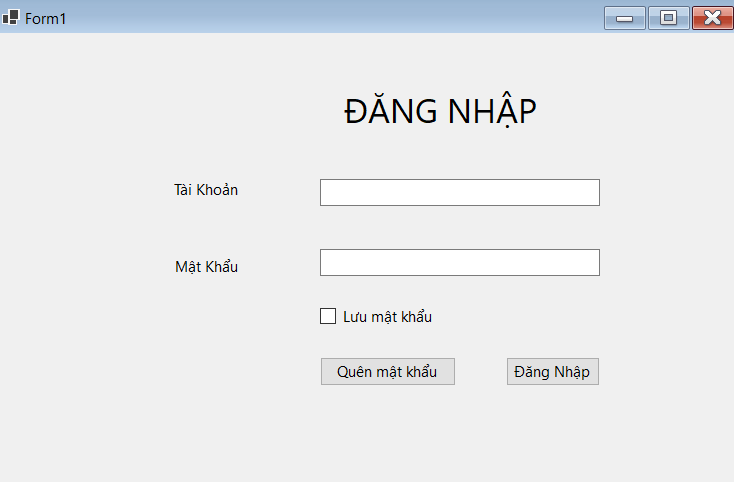 Form1
ĐĂNG NHẬP
Tài Khoản
Mật Khẩu
Lưu mật khẩu
Quên mật khẩu
Đăng Nhập